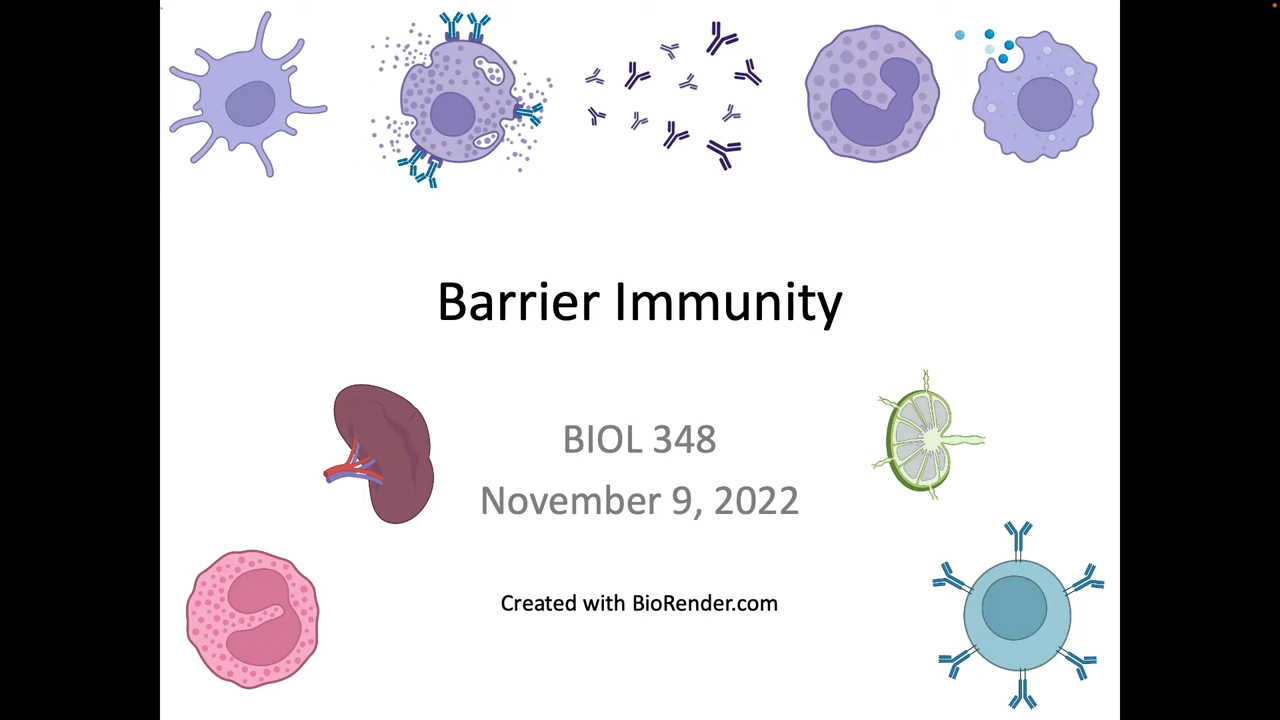 Barrier Immunity
BIOL 348
November 9, 2022
Created with BioRender.com